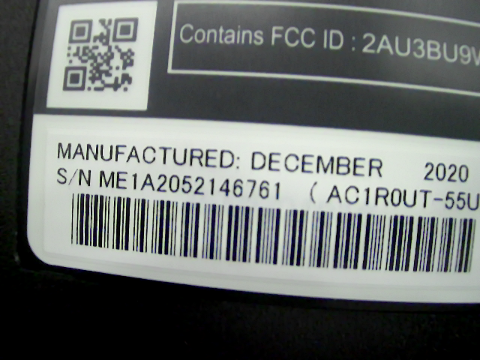 Contains FCC ID : 2AU3BU9
MANUFACTURED: DECEMBER 2020
S/N ME1A2052146761 ( AC1R0UT-55U